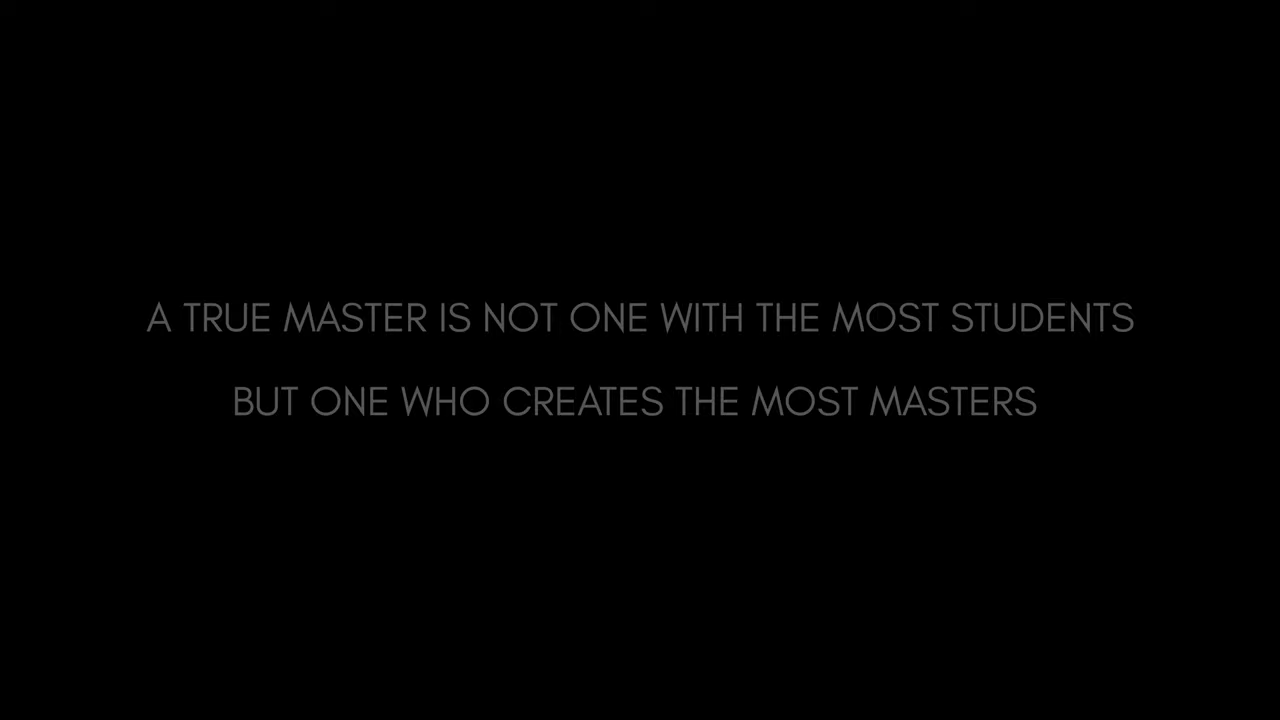 A TRUE MASTER IS NOT ONE WITH THE MOST STUDENTS
BUT ONE WHO CREATES THE MOST MASTERS